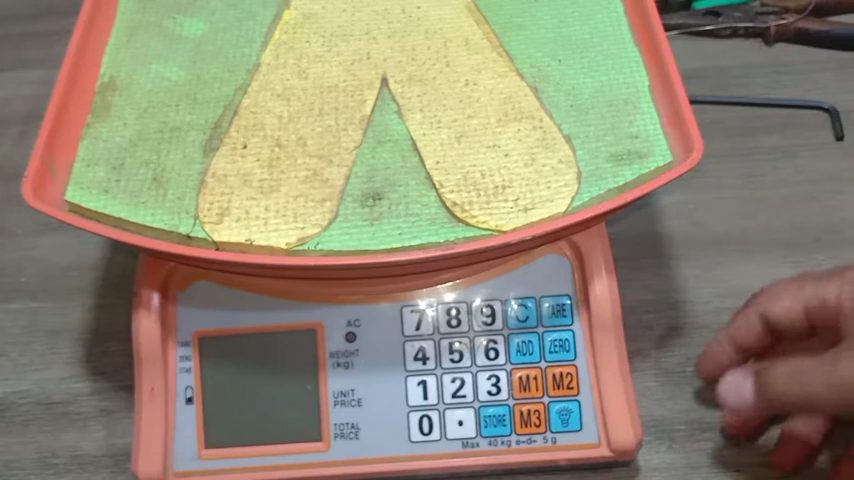 7 8 9 C TARE
4 5 6 ADD ZERO
1 2 3 M1 M2
0 . STORE M3
AC
WEIGHT
(kg)
UNIT
PRICE
TOTAL
PRICE
Max 40 kg e=d= 5 g